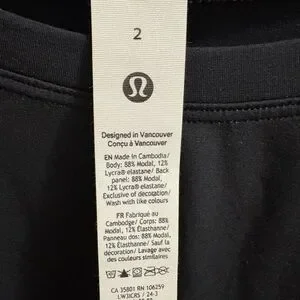 2
Designed in Vancouver
Conçu à Vancouver
EN Made in Cambodia/
Body: 88% Modal, 12%
Lycra® elastane/ Back
panel: 88% Modal,
12% Lycra® elastane/
Exclusive of decoration/
Wash with like colours
FR Fabriqué au
Cambodge/ Corps: 88%
Modal, 12% Élasthanne/
Panneau dos: 88% Modal,
12% Élasthanne/ Sauf la
décoration/ Lavage avec
des couleurs similaires
CA 35801 RN 106259
LW3ICRS / 24-3